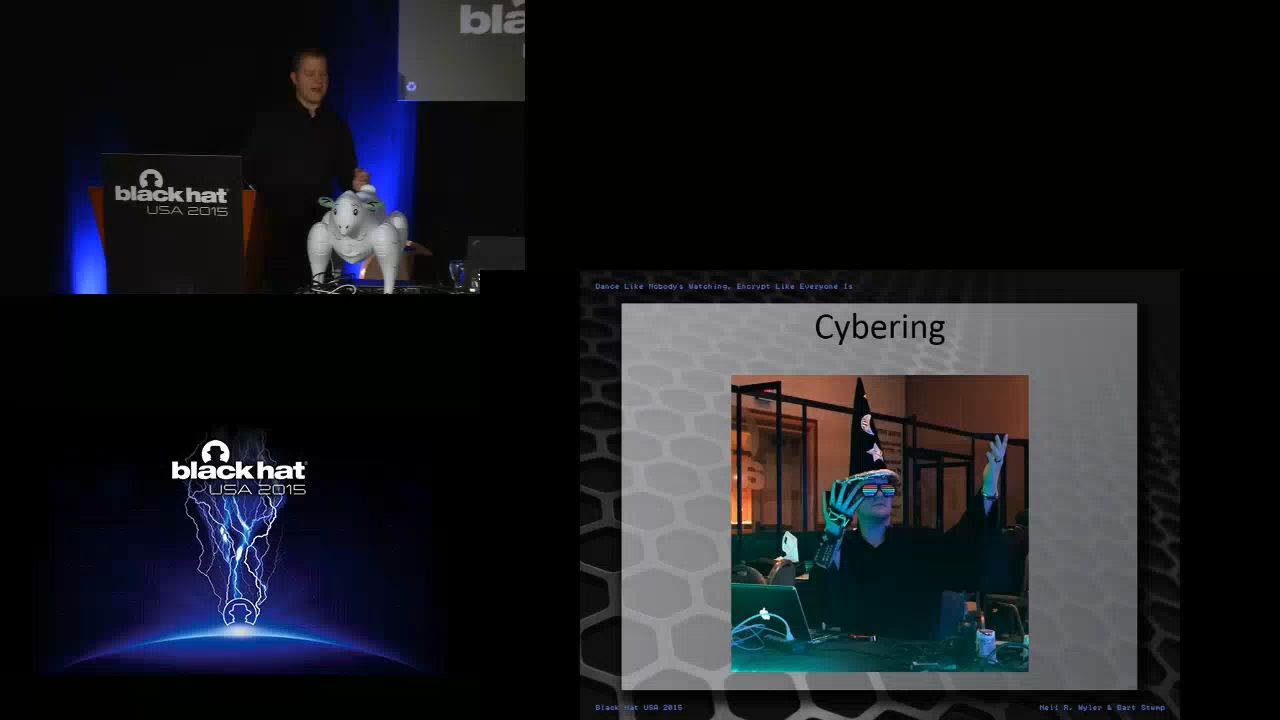 bla
black hat
USA 2015
Dance Like Nobody's Watching, Encrypt Like Everyone Is
Cybering
black hat
USA 2015
Black Hat USA 2015
Neil R. Wyler & Bart Stump